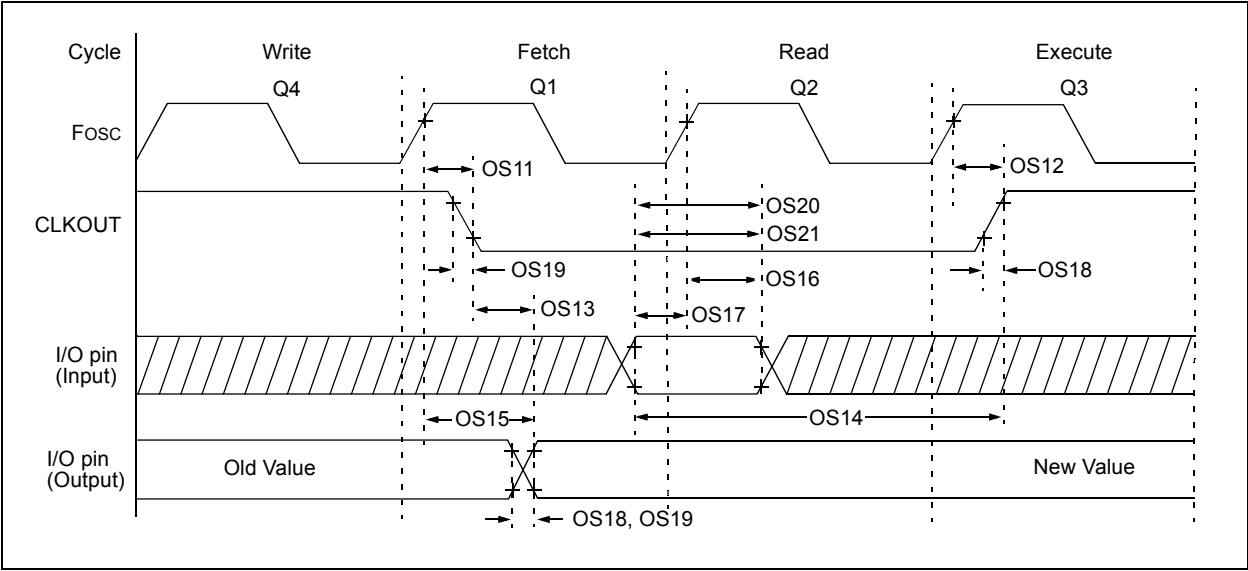 Cycle Write Fetch Read Execute
Q4 Q1 Q2 Q3
Fosc
OS11 OS12
OS20
CLKOUT
OS21
OS19 OS16 OS18
OS13 OS17
I/O pin
(Input)
OS15 OS14
I/O pin
(Output)
Old Value New Value
OS18, OS19